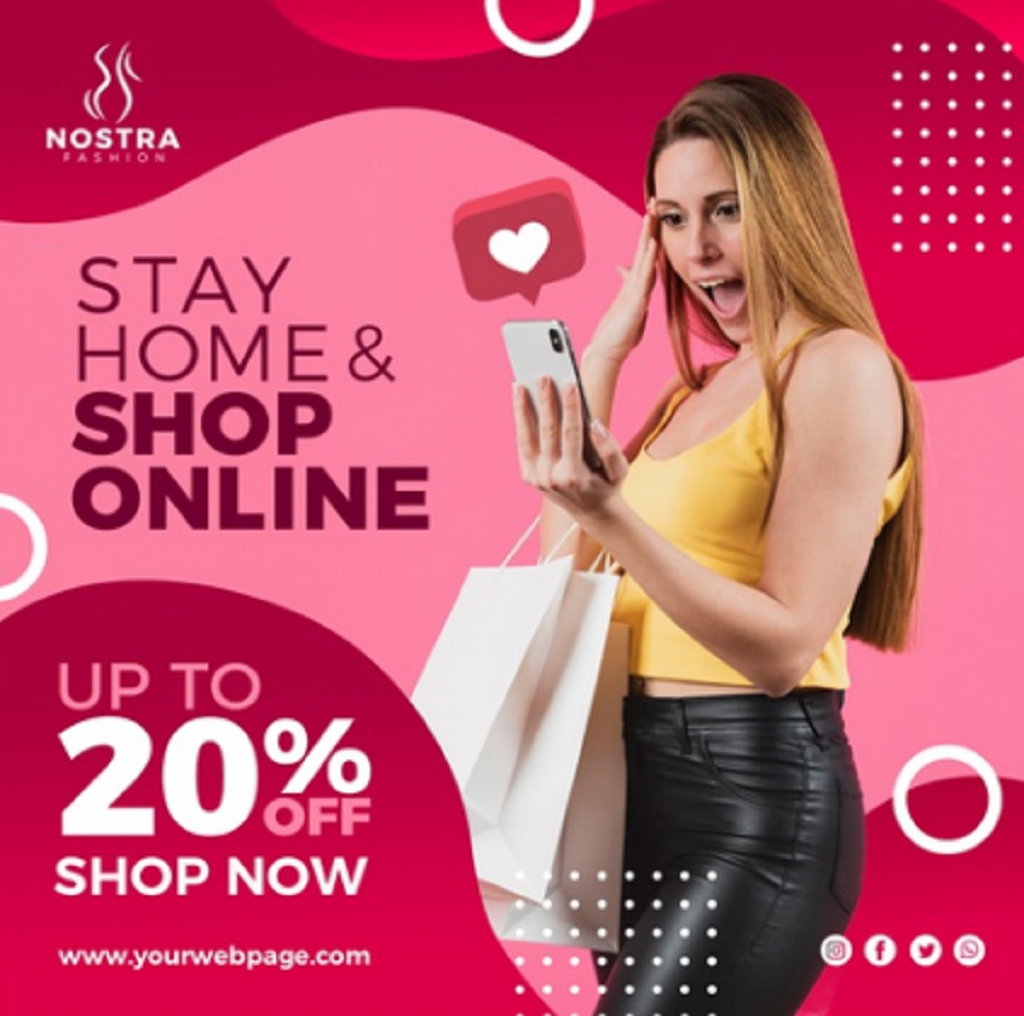 NOSTRA
FASHION
STAY
HOME &
SHOP
ONLINE
UP TO
20%
OFF
SHOP NOW
www.yourwebpage.com